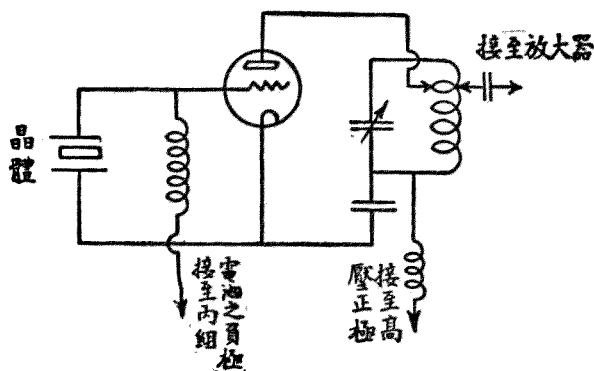 接至放大器
晶體
接至丙組
電池之負極
接至高
壓正極